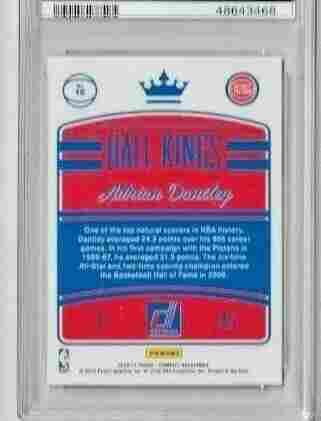 48643468
HALL KINGS
Adrian Dantley
One of the top natural scorers in NBA history,
Dantley averaged 24.3 points over his 955 career
games. In his first campaign with the Pistons in
1986-87, he averaged 21.5 points. The six-time
All-Star and two-time scoring champion entered
the Basketball Hall of Fame in 2008.
DONRUSS
PANINI